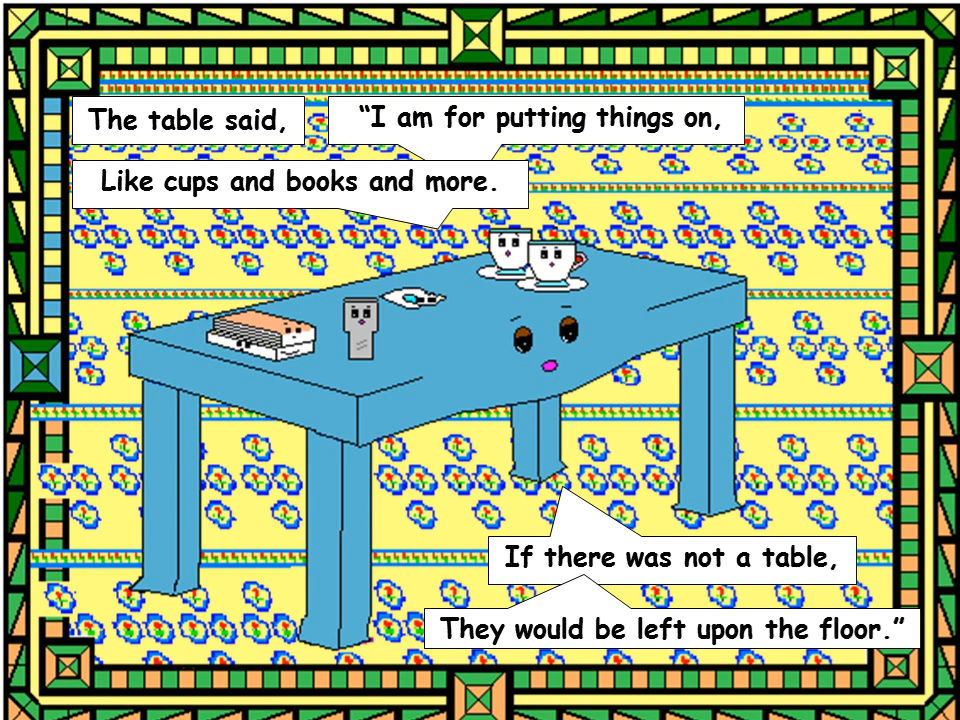 The table said,
“I am for putting things on,
Like cups and books and more.
If there was not a table,
They would be left upon the floor.”